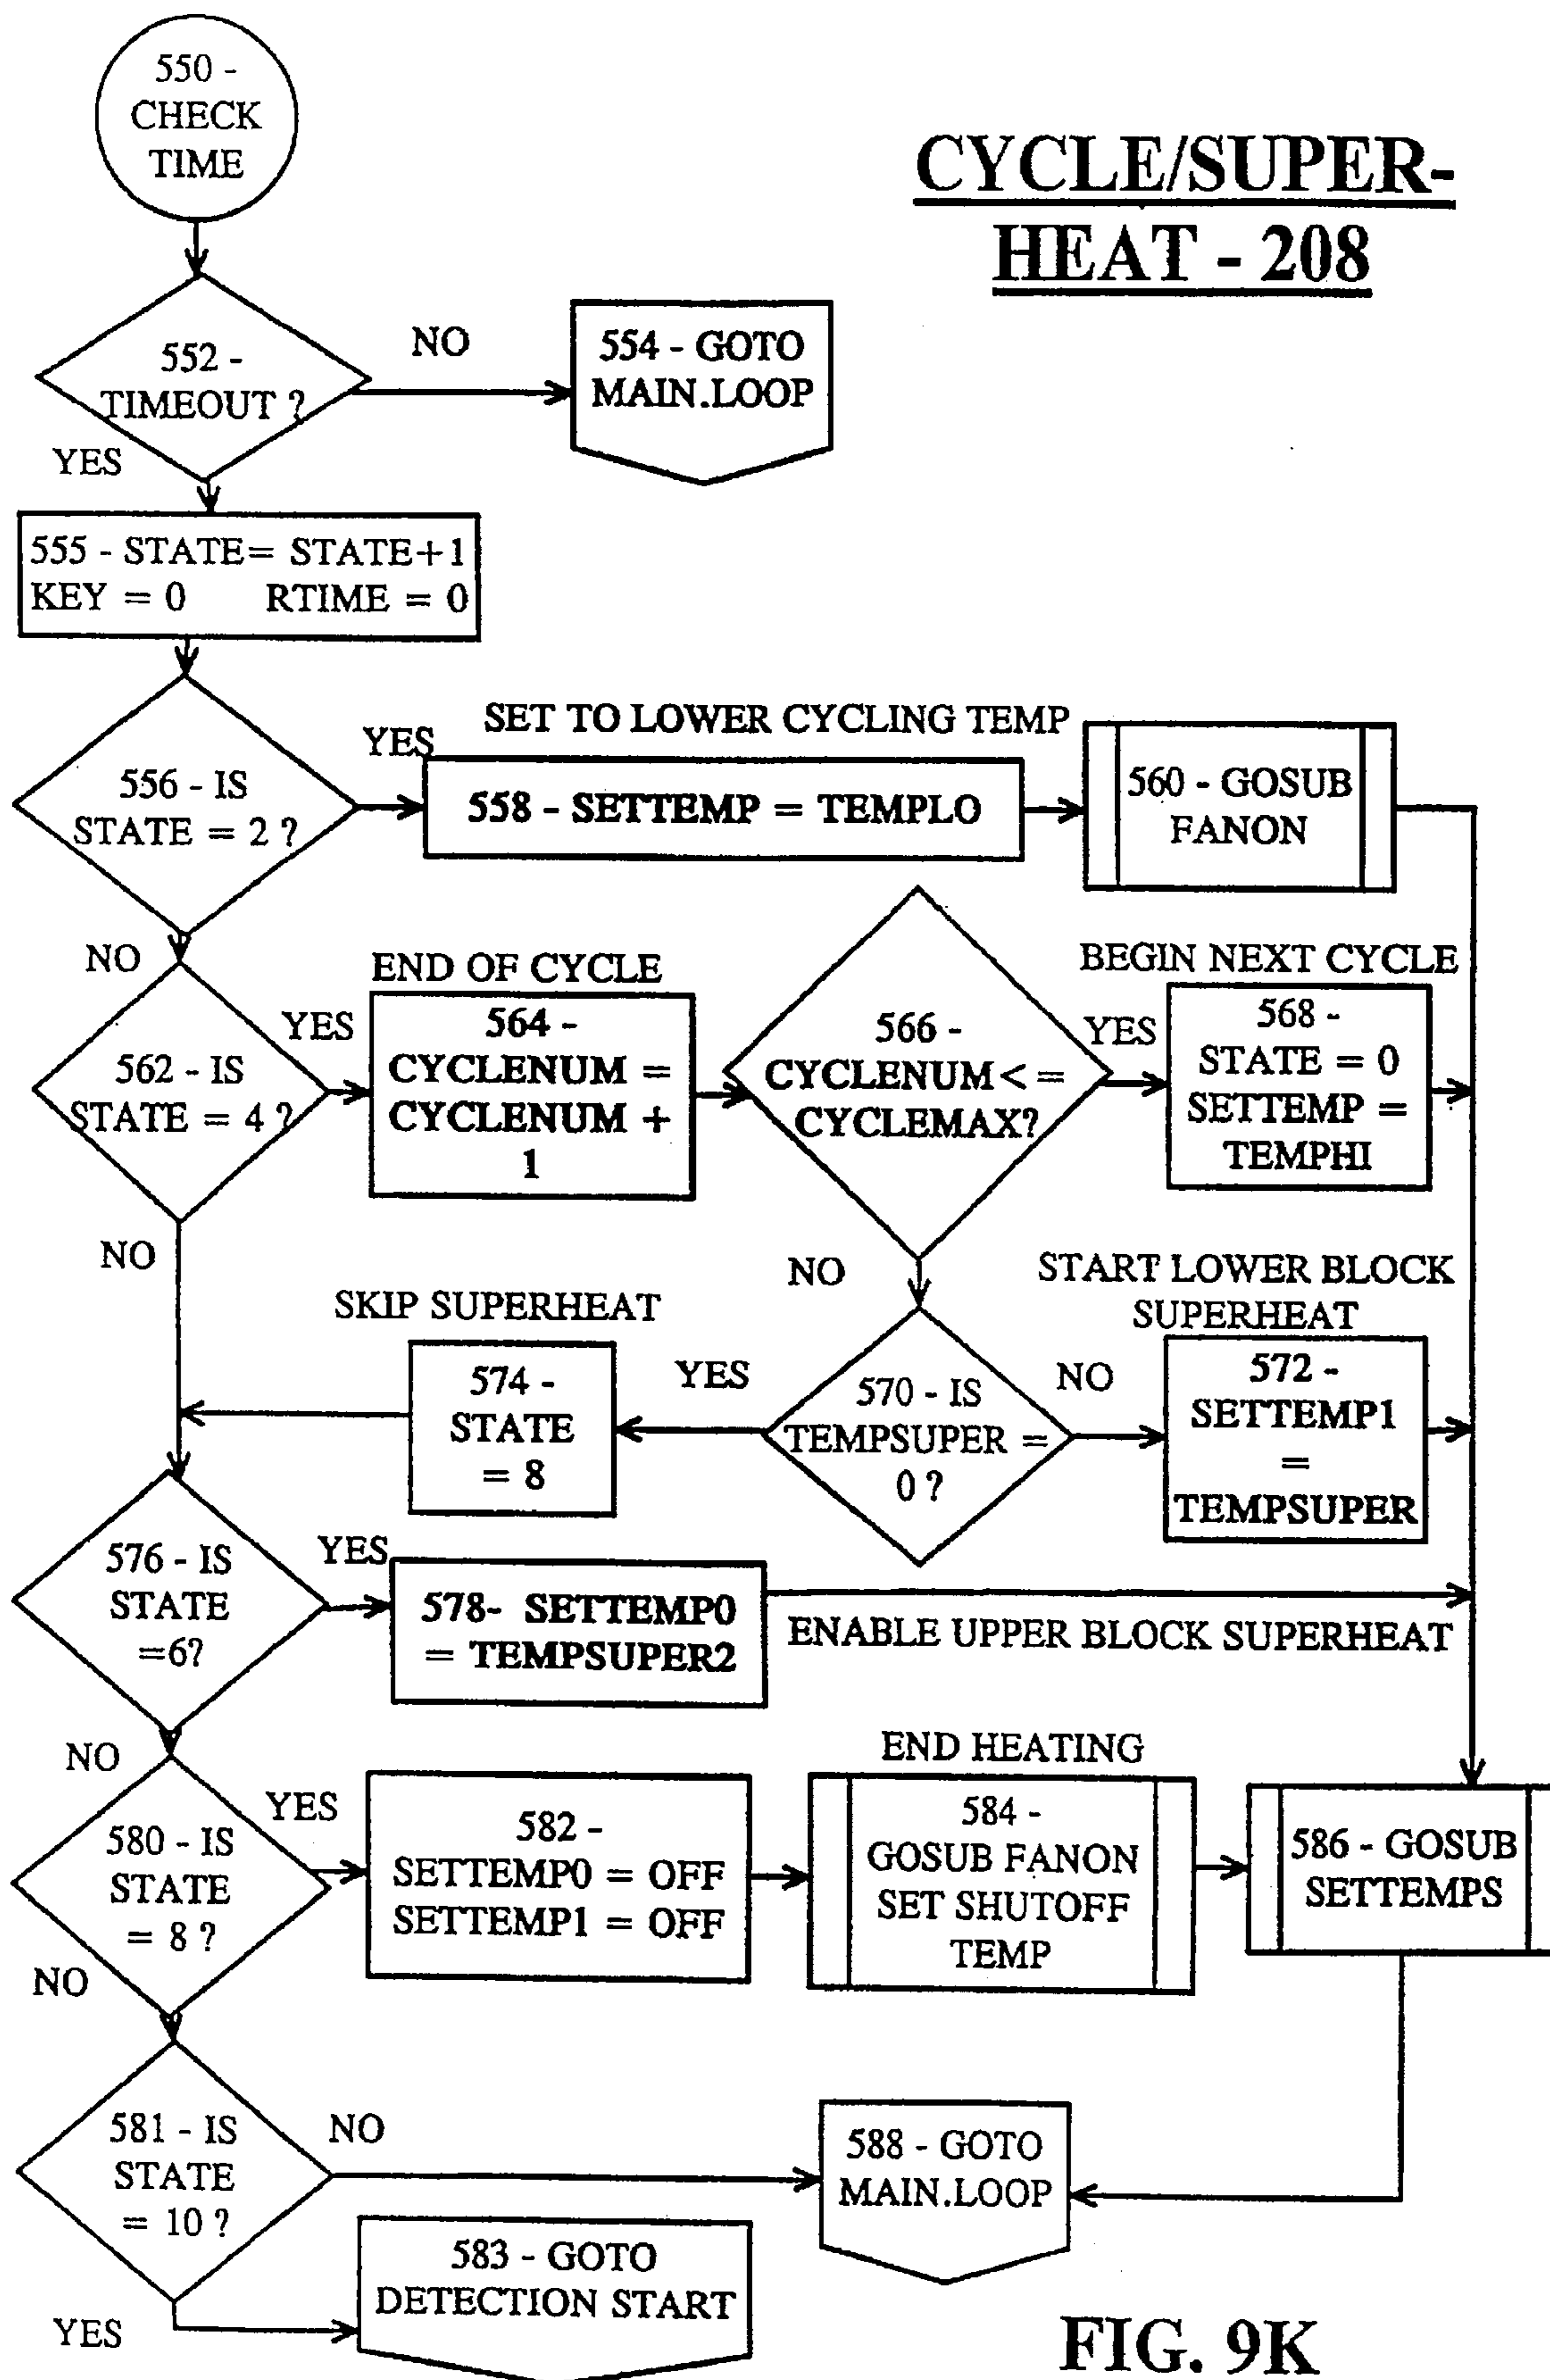 550 -
CHECK
TIME
CYCLE/SUPER-
HEAT - 208
552 -
TIMEOUT ?
NO
554 - GOTO
MAIN.LOOP
YES
555 - STATE= STATE+1
KEY = 0 RTIME = 0
556 - IS
STATE = 2 ?
YES
SET TO LOWER CYCLING TEMP
558 - SETTEMP = TEMPLO
560 - GOSUB
FANON
NO
562 - IS
STATE = 4 ?
YES
END OF CYCLE
564 -
CYCLENUM =
CYCLENUM +
1
566 -
CYCLENUM< =
CYCLEMAX?
YES
BEGIN NEXT CYCLE
568 -
STATE = 0
SETTEMP =
TEMPHI
NO
NO
START LOWER BLOCK
SUPERHEAT
SKIP SUPERHEAT
574 -
STATE
= 8
YES
570 - IS
TEMPSUPER =
0 ?
NO
572 -
SETTEMP1
=
TEMPSUPER
576 - IS
STATE
=6?
YES
578- SETTEMP0
= TEMPSUPER2
ENABLE UPPER BLOCK SUPERHEAT
NO
580 - IS
STATE
= 8 ?
YES
582 -
SETTEMP0 = OFF
SETTEMP1 = OFF
END HEATING
584 -
GOSUB FANON
SET SHUTOFF
TEMP
586 - GOSUB
SETTEMPS
NO
581 - IS
STATE
= 10 ?
NO
588 - GOTO
MAIN.LOOP
YES
583 - GOTO
DETECTION START
FIG. 9K